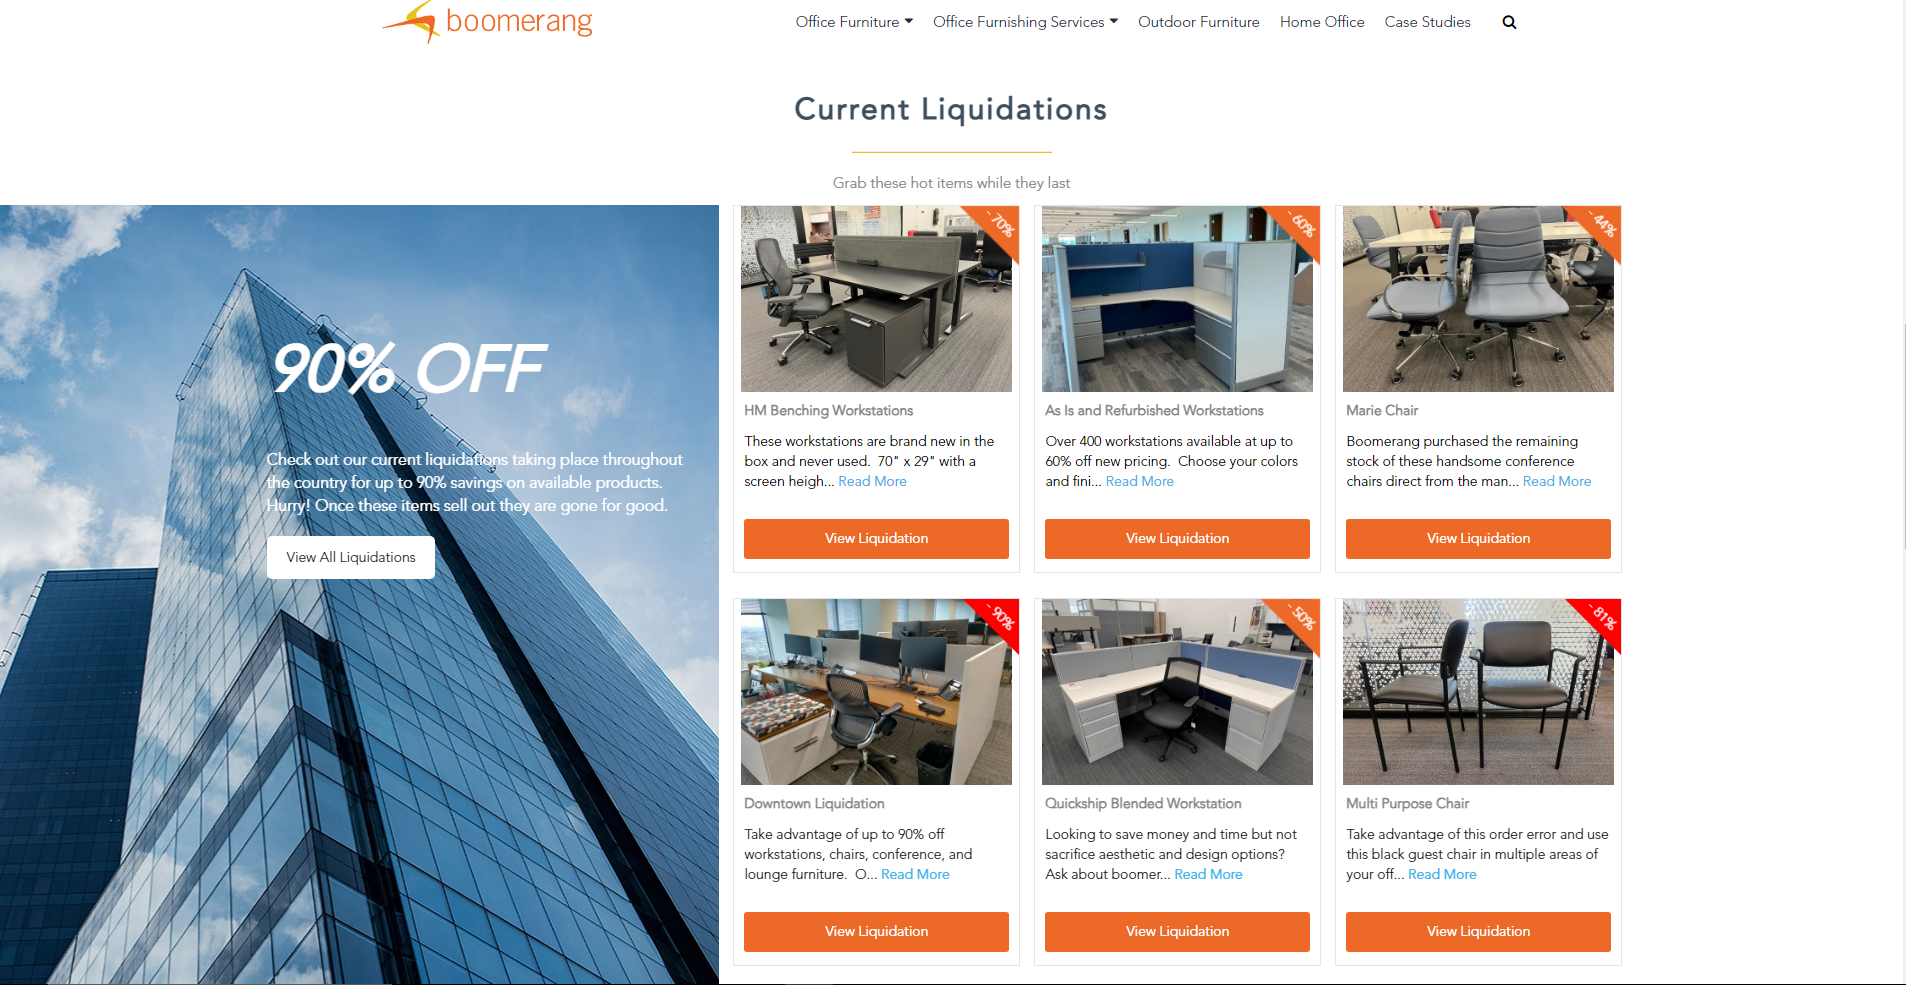 boomerang
Office Furniture
Office Furnishing Services
Outdoor Furniture
Home Office
Case Studies
Current Liquidations
Grab these hot items while they last
90% OFF
Check out our current liquidations taking place throughout
the country for up to 90% savings on available products.
Hurry! Once these items sell out they are gone for good.
View All Liquidations
- 70%
HM Benching Workstations
These workstations are brand new in the
box and never used. 70" x 29" with a
screen heigh... Read More
View Liquidation
- 60%
As Is and Refurbished Workstations
Over 400 workstations available at up to
60% off new pricing. Choose your colors
and fini... Read More
View Liquidation
- 44%
Marie Chair
Boomerang purchased the remaining
stock of these handsome conference
chairs direct from the man... Read More
View Liquidation
- 90%
Downtown Liquidation
Take advantage of up to 90% off
workstations, chairs, conference, and
lounge furniture. O... Read More
View Liquidation
- 50%
Quickship Blended Workstation
Looking to save money and time but not
sacrifice aesthetic and design options?
Ask about boomer... Read More
View Liquidation
- 81%
Multi Purpose Chair
Take advantage of this order error and use
this black guest chair in multiple areas of
your off... Read More
View Liquidation